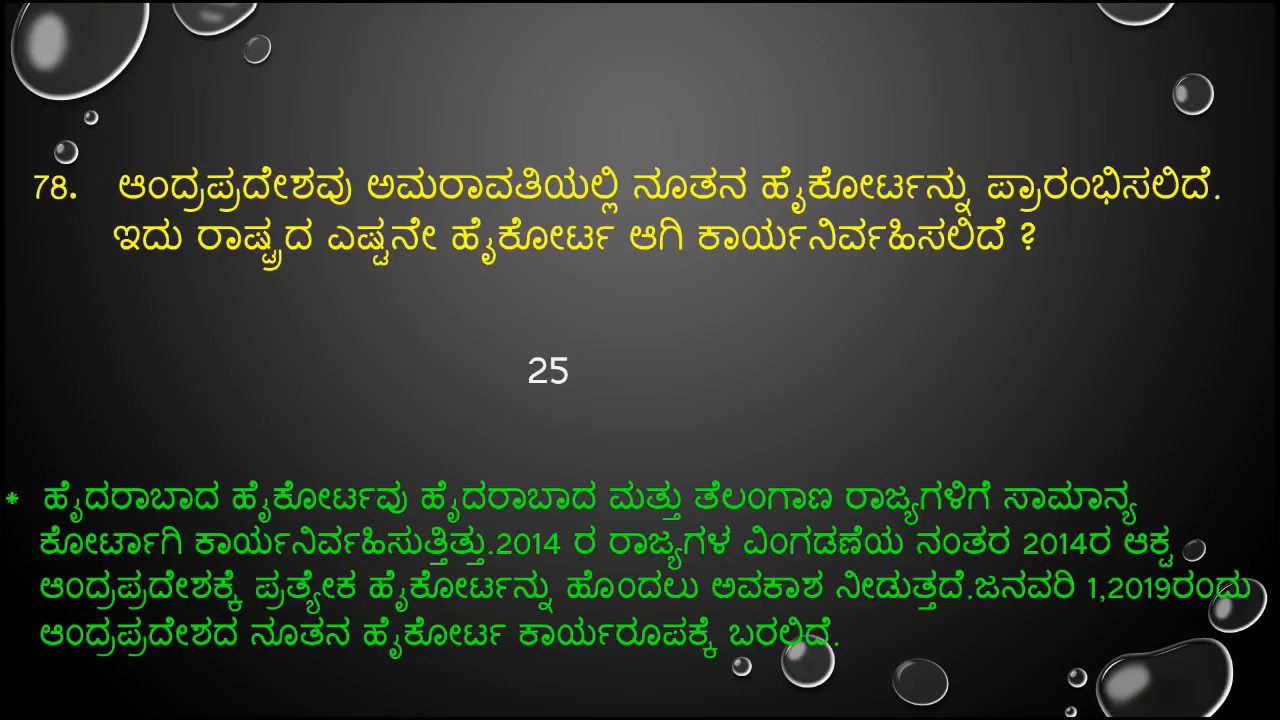 78. ಆಂದ್ರಪ್ರದೇಶವು ಅಮರಾವತಿಯಲ್ಲಿ ನೂತನ ಹೈಕೋರ್ಟನ್ನು ಪ್ರಾರಂಭಿಸಲಿದೆ.
ಇದು ರಾಷ್ಟ್ರದ ಎಷ್ಟನೇ ಹೈಕೋರ್ಟ ಆಗಿ ಕಾರ್ಯನಿರ್ವಹಿಸಲಿದೆ ?
25
* ಹೈದರಾಬಾದ ಹೈಕೋರ್ಟವು ಹೈದರಾಬಾದ ಮತ್ತು ತೆಲಂಗಾಣ ರಾಜ್ಯಗಳಿಗೆ ಸಾಮಾನ್ಯ
ಕೋರ್ಟಾಗಿ ಕಾರ್ಯನಿರ್ವಹಿಸುತ್ತಿತ್ತು.2014 ರ ರಾಜ್ಯಗಳ ವಿಂಗಡಣೆಯ ನಂತರ 2014ರ ಆಕ್ಟ
ಆಂದ್ರಪ್ರದೇಶಕ್ಕೆ ಪ್ರತ್ಯೇಕ ಹೈಕೋರ್ಟನ್ನು ಹೊಂದಲು ಅವಕಾಶ ನೀಡುತ್ತದೆ.ಜನವರಿ 1,2019ರಂದು
ಆಂದ್ರಪ್ರದೇಶದ ನೂತನ ಹೈಕೋರ್ಟ ಕಾರ್ಯರೂಪಕ್ಕೆ ಬರಲಿದೆ.